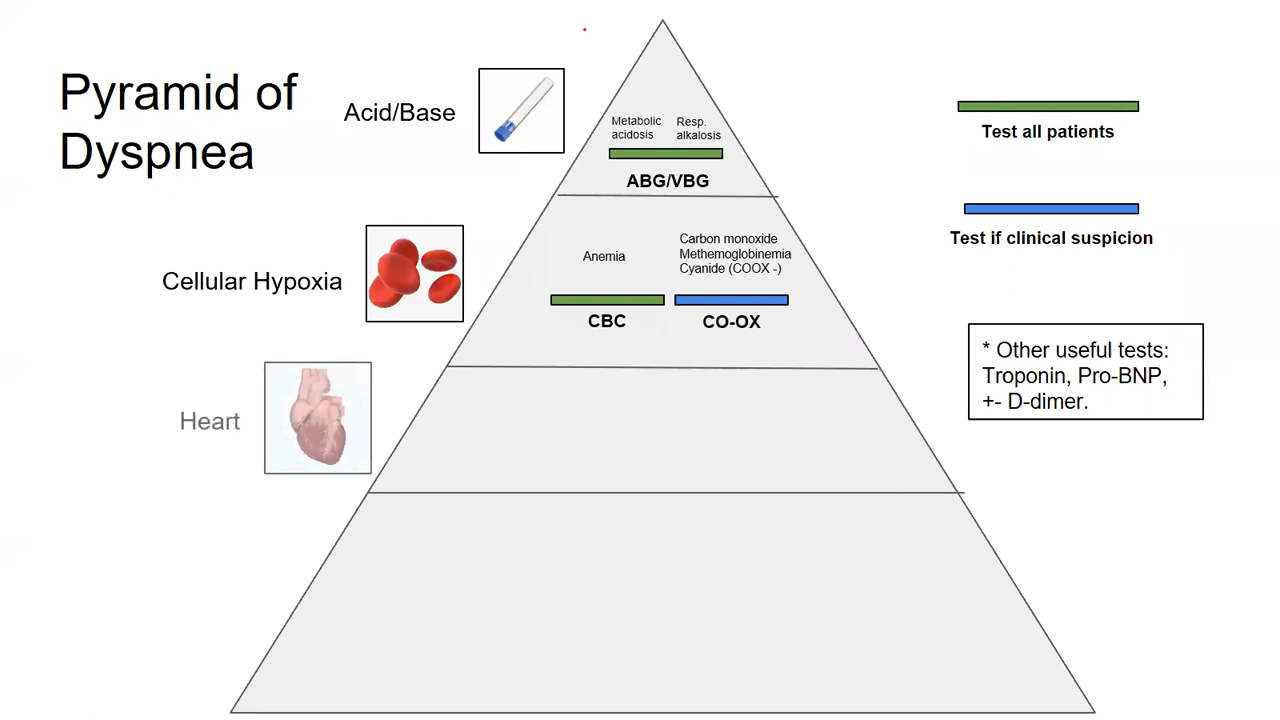 Pyramid of
Dyspnea
Acid/Base
Metabolic
acidosis
Resp.
alkalosis
ABG/VBG
Test all patients
Test if clinical suspicion
Cellular Hypoxia
Anemia
CBC
Carbon monoxide
Methemoglobinemia
Cyanide (COOX -)
CO-OX
* Other useful tests:
Troponin, Pro-BNP,
+- D-dimer.
Heart